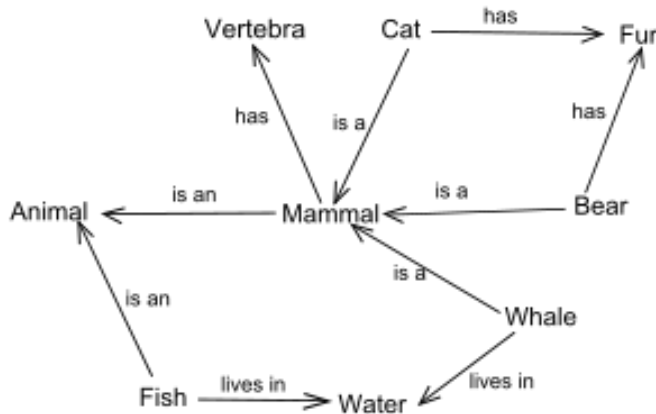 has
Vertebra
Cat
Fur
has
is a
has
is an
is a
Animal
Mammal
Bear
is a
is an
Whale
lives in
lives in
Fish
Water